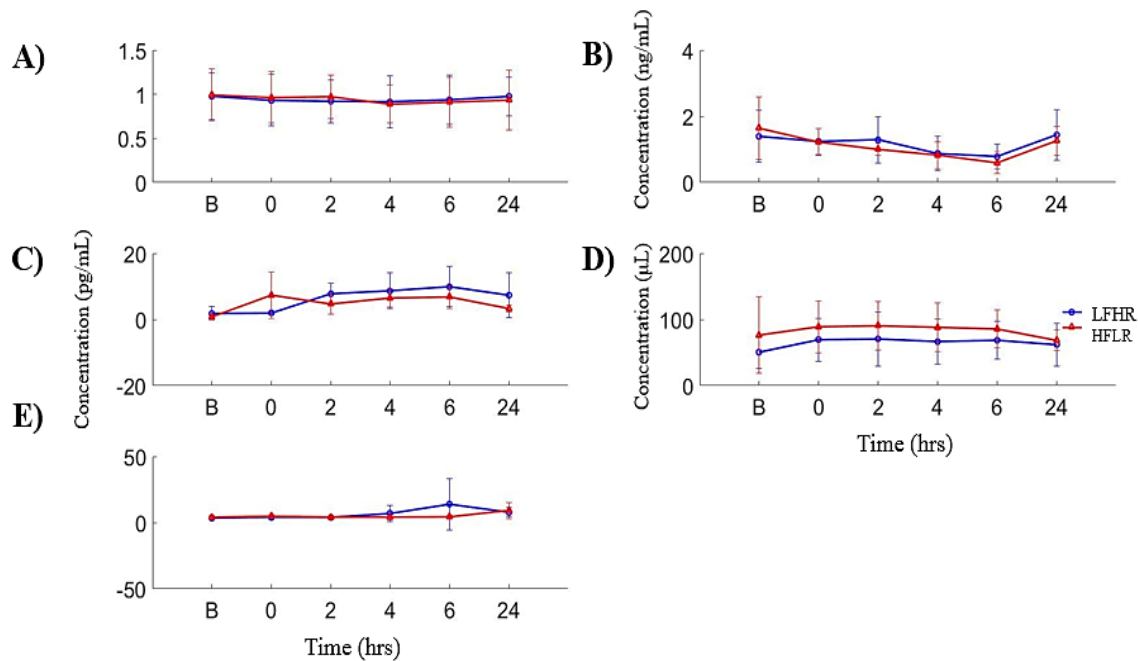 A)
1.5
1
0.5
0
B 0 2 4 6 24
B)
Concentration (ng/mL)
4
2
0
B 0 2 4 6 24
C)
Concentration (pg/mL)
20
0
-20
B 0 2 4 6 24
D)
Concentration (μL)
200
100
0
B 0 2 4 6 24
Time (hrs)
LFHR
HFLR
E)
50
0
-50
B 0 2 4 6 24
Time (hrs)